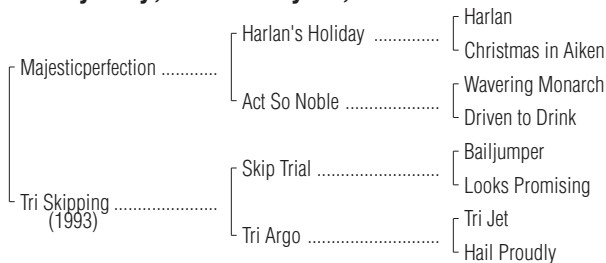 Harlan
Harlan's Holiday ..............
Christmas in Aiken
Majesticperfection ............
Wavering Monarch
Act So Noble ....................
Driven to Drink
Bailjumper
Skip Trial ..........................
Looks Promising
Tri Skipping ......................
(1993)
Tri Jet
Tri Argo ............................
Hail Proudly